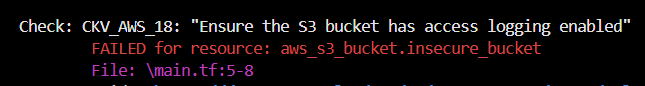 Check: CKV_AWS_18: "Ensure the S3 bucket has access logging enabled"
FAILED for resource: aws_s3_bucket.insecure_bucket
File: \main.tf:5-8